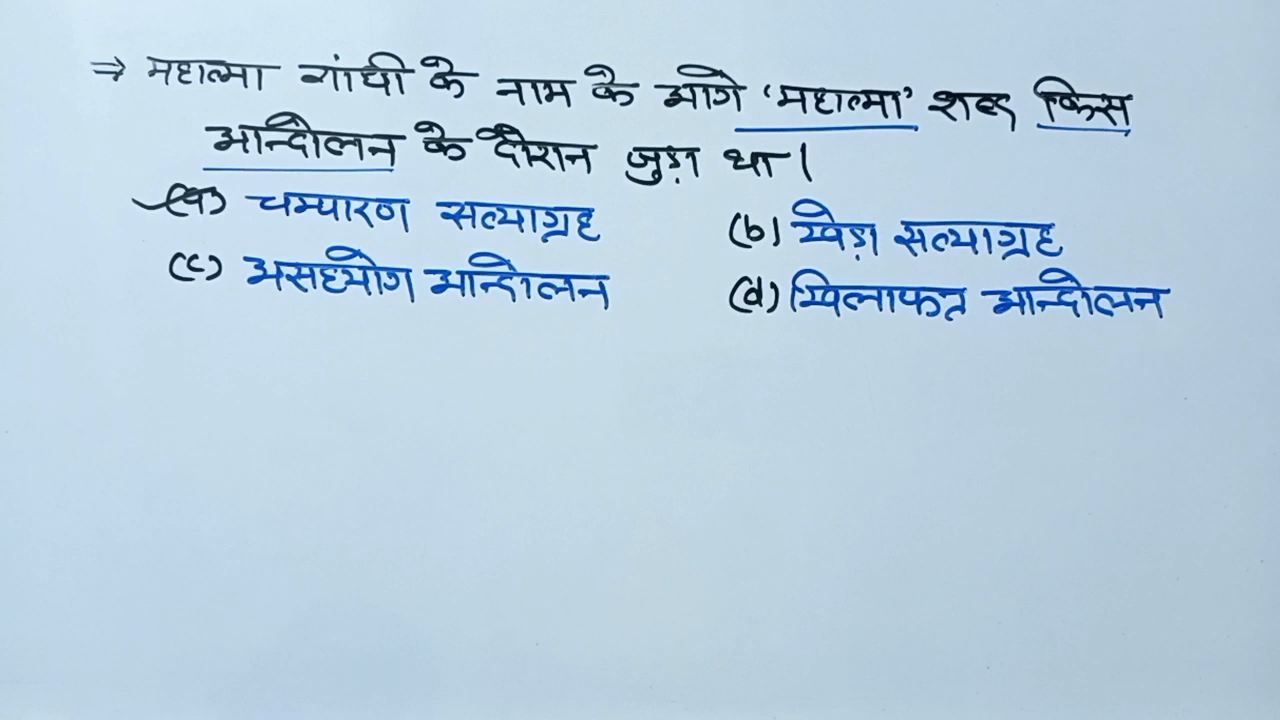 ⇒ महात्मा गांधी के नाम के आगे 'महात्मा' शब्द किस
आन्दोलन के दौरान जुड़ा था।
(a) चम्पारण सत्याग्रह (b) खेड़ा सत्याग्रह
(c) असहयोग आन्दोलन (d) खिलाफत आन्दोलन